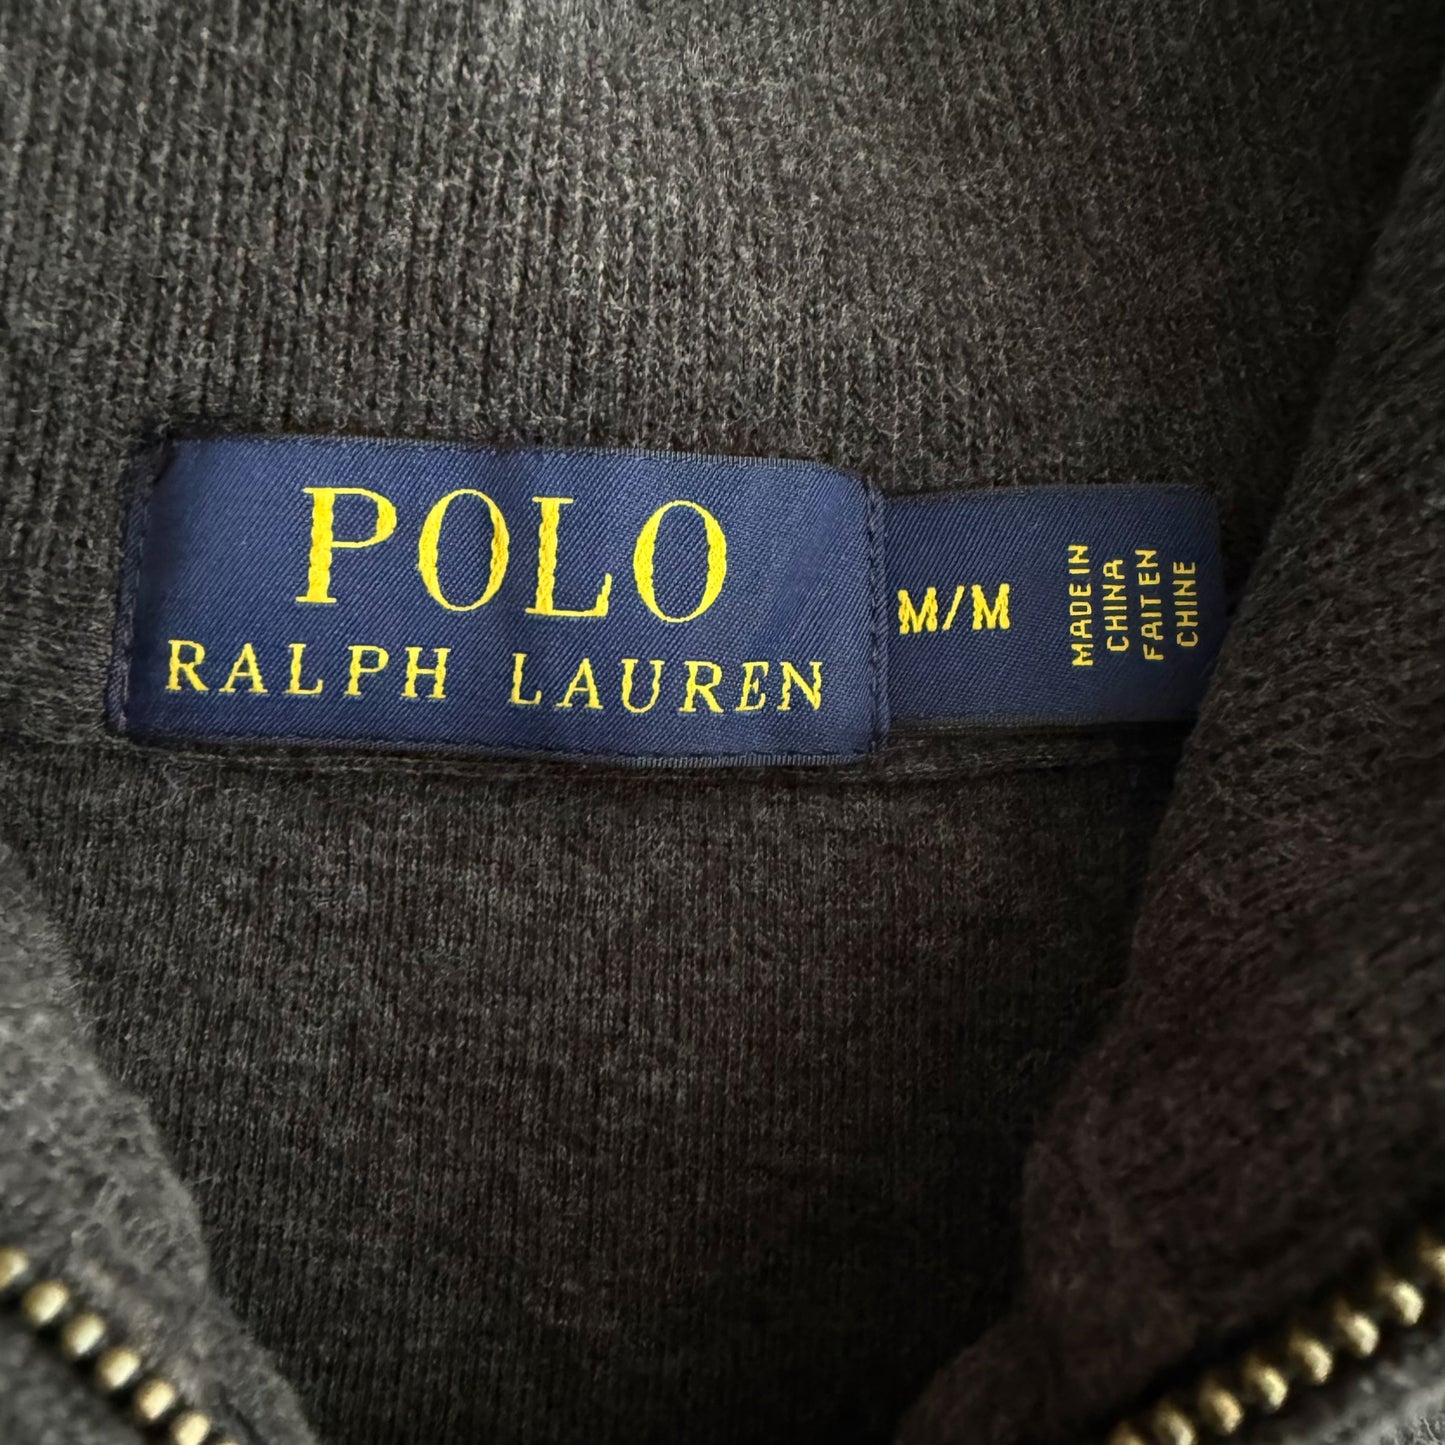 POLO
RALPH LAUREN
M/M
MADE IN
CHINA
FAIT EN
CHINE